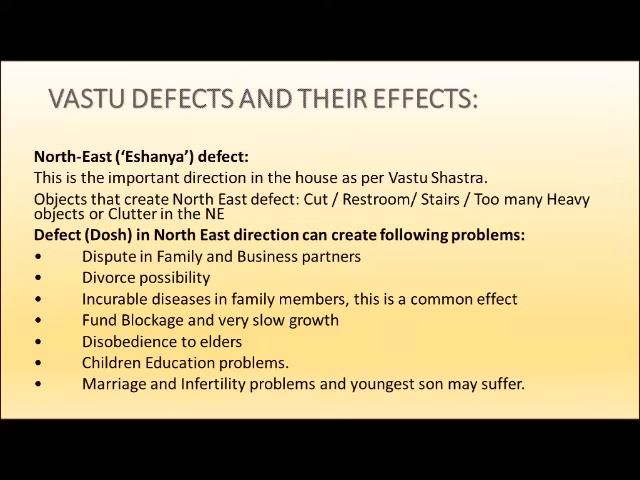 VASTU DEFECTS AND THEIR EFFECTS:
North-East (‘Eshanya’) defect:
This is the important direction in the house as per Vastu Shastra.
Objects that create North East defect: Cut / Restroom/ Stairs / Too many Heavy
objects or Clutter in the NE
Defect (Dosh) in North East direction can create following problems:
• Dispute in Family and Business partners
• Divorce possibility
• Incurable diseases in family members, this is a common effect
• Fund Blockage and very slow growth
• Disobedience to elders
• Children Education problems.
• Marriage and Infertility problems and youngest son may suffer.